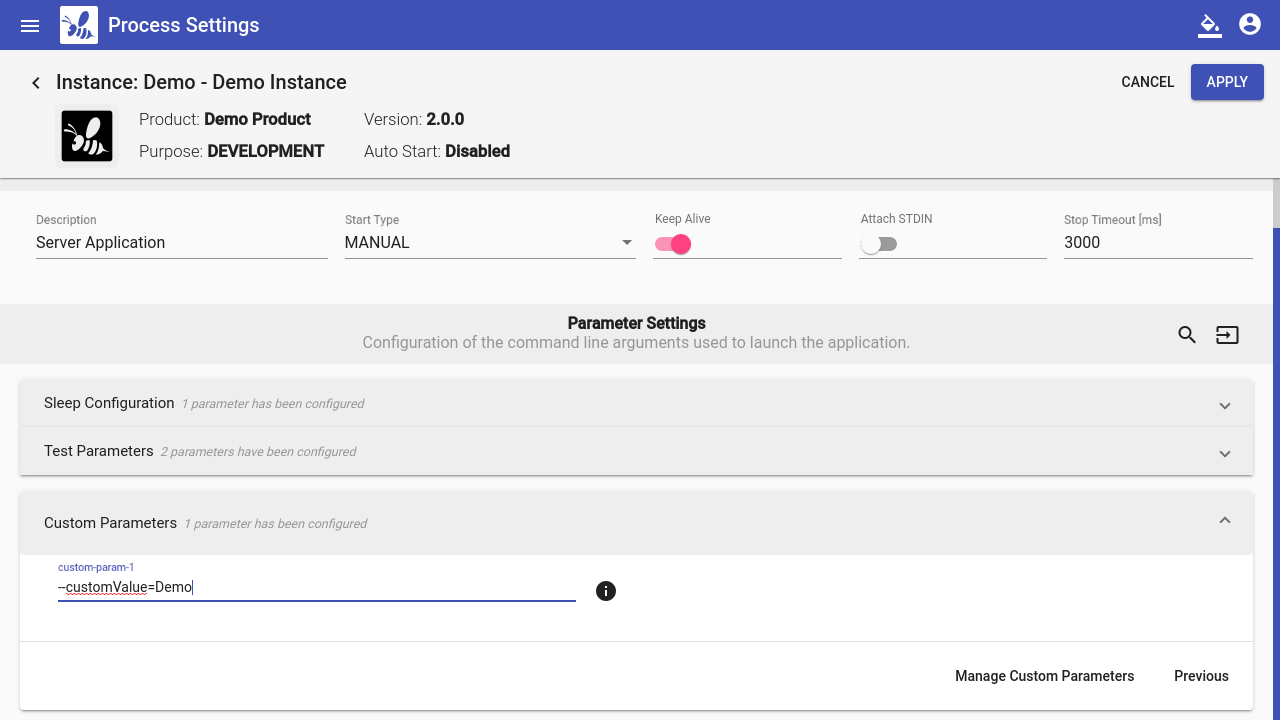 Process Settings
Instance: Demo - Demo Instance
CANCEL
APPLY
Product: Demo Product
Version: 2.0.0
Purpose: DEVELOPMENT
Auto Start: Disabled
Description
Start Type
Keep Alive
Attach STDIN
Stop Timeout [ms]
Server Application
MANUAL
3000
Parameter Settings
Configuration of the command line arguments used to launch the application.
Sleep Configuration 1 parameter has been configured
Test Parameters 2 parameters have been configured
Custom Parameters 1 parameter has been configured
custom-param-1
--customValue=Demo
Manage Custom Parameters
Previous